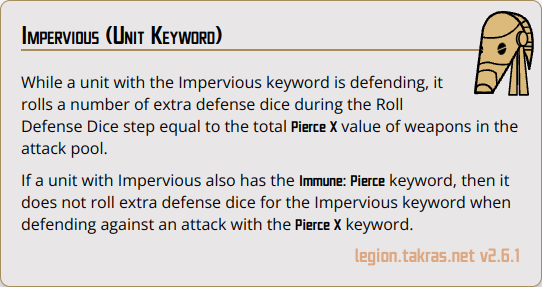 Impervious (Unit Keyword)
While a unit with the Impervious keyword is defending, it
rolls a number of extra defense dice during the Roll
Defense Dice step equal to the total Pierce X value of weapons in the
attack pool.
If a unit with Impervious also has the Immune: Pierce keyword, then it
does not roll extra defense dice for the Impervious keyword when
defending against an attack with the Pierce X keyword.
legion.takras.net v2.6.1